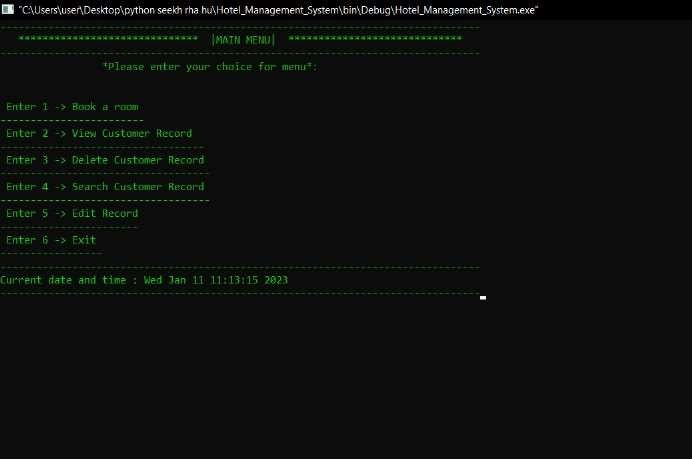 "C:\Users\user\Desktop\python seekh rha hu\Hotel_Management_System\bin\Debug\Hotel_Management_System.exe"
--------------------------------------------------------------------------------
****************************** |MAIN MENU| *****************************
--------------------------------------------------------------------------------
*Please enter your choice for menu*:
Enter 1 -> Book a room
------------------------
Enter 2 -> View Customer Record
----------------------------------
Enter 3 -> Delete Customer Record
-----------------------------------
Enter 4 -> Search Customer Record
-----------------------------------
Enter 5 -> Edit Record
-----------------------
Enter 6 -> Exit
-----------------
--------------------------------------------------------------------------------
Current date and time : Wed Jan 11 11:13:15 2023
--------------------------------------------------------------------------------